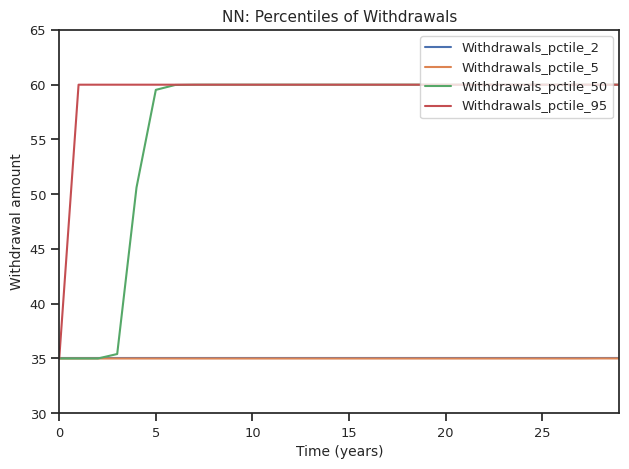 NN: Percentiles of Withdrawals
65
60
55
50
45
40
35
30
Withdrawal amount
Withdrawals_pctile_2
Withdrawals_pctile_5
Withdrawals_pctile_50
Withdrawals_pctile_95
0 5 10 15 20 25
Time (years)